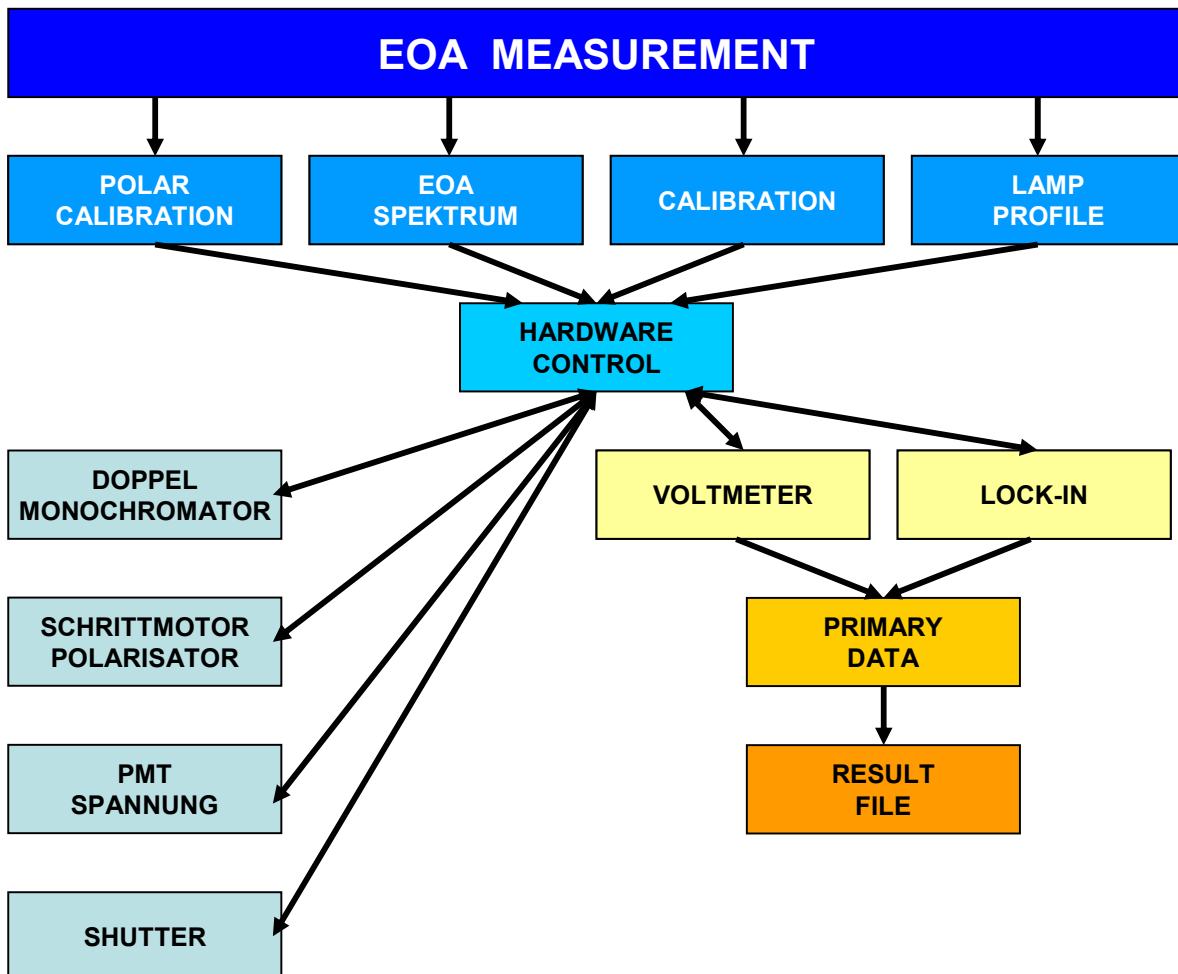 EOA MEASUREMENT
POLAR
CALIBRATION
EOA
SPEKTRUM
CALIBRATION
LAMP
PROFILE
HARDWARE
CONTROL
DOPPEL
MONOCHROMATOR
VOLTMETER
LOCK-IN
SCHRITTMOTOR
POLARISATOR
PRIMARY
DATA
PMT
SPANNUNG
RESULT
FILE
SHUTTER